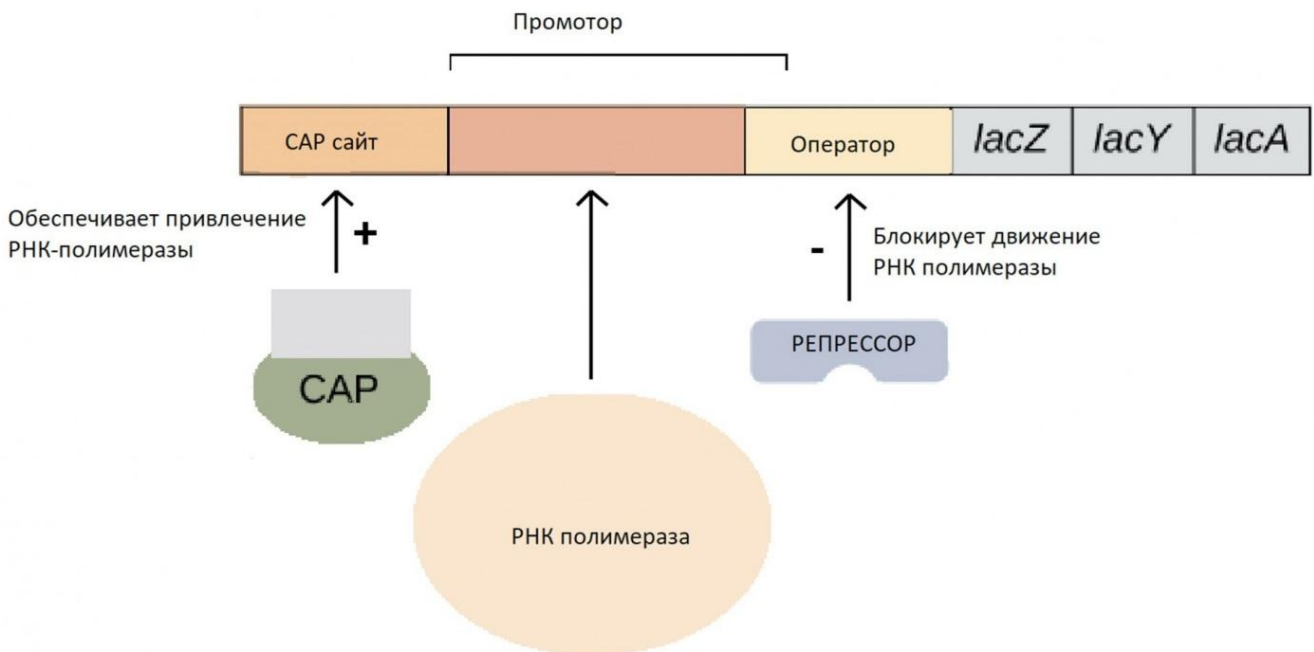 Промотор
САР сайт
Оператор
lacZ
lacY
lacA
Обеспечивает привлечение
РНК-полимеразы
+
-
Блокирует движение
РНК полимеразы
САР
РЕПРЕССОР
РНК полимераза